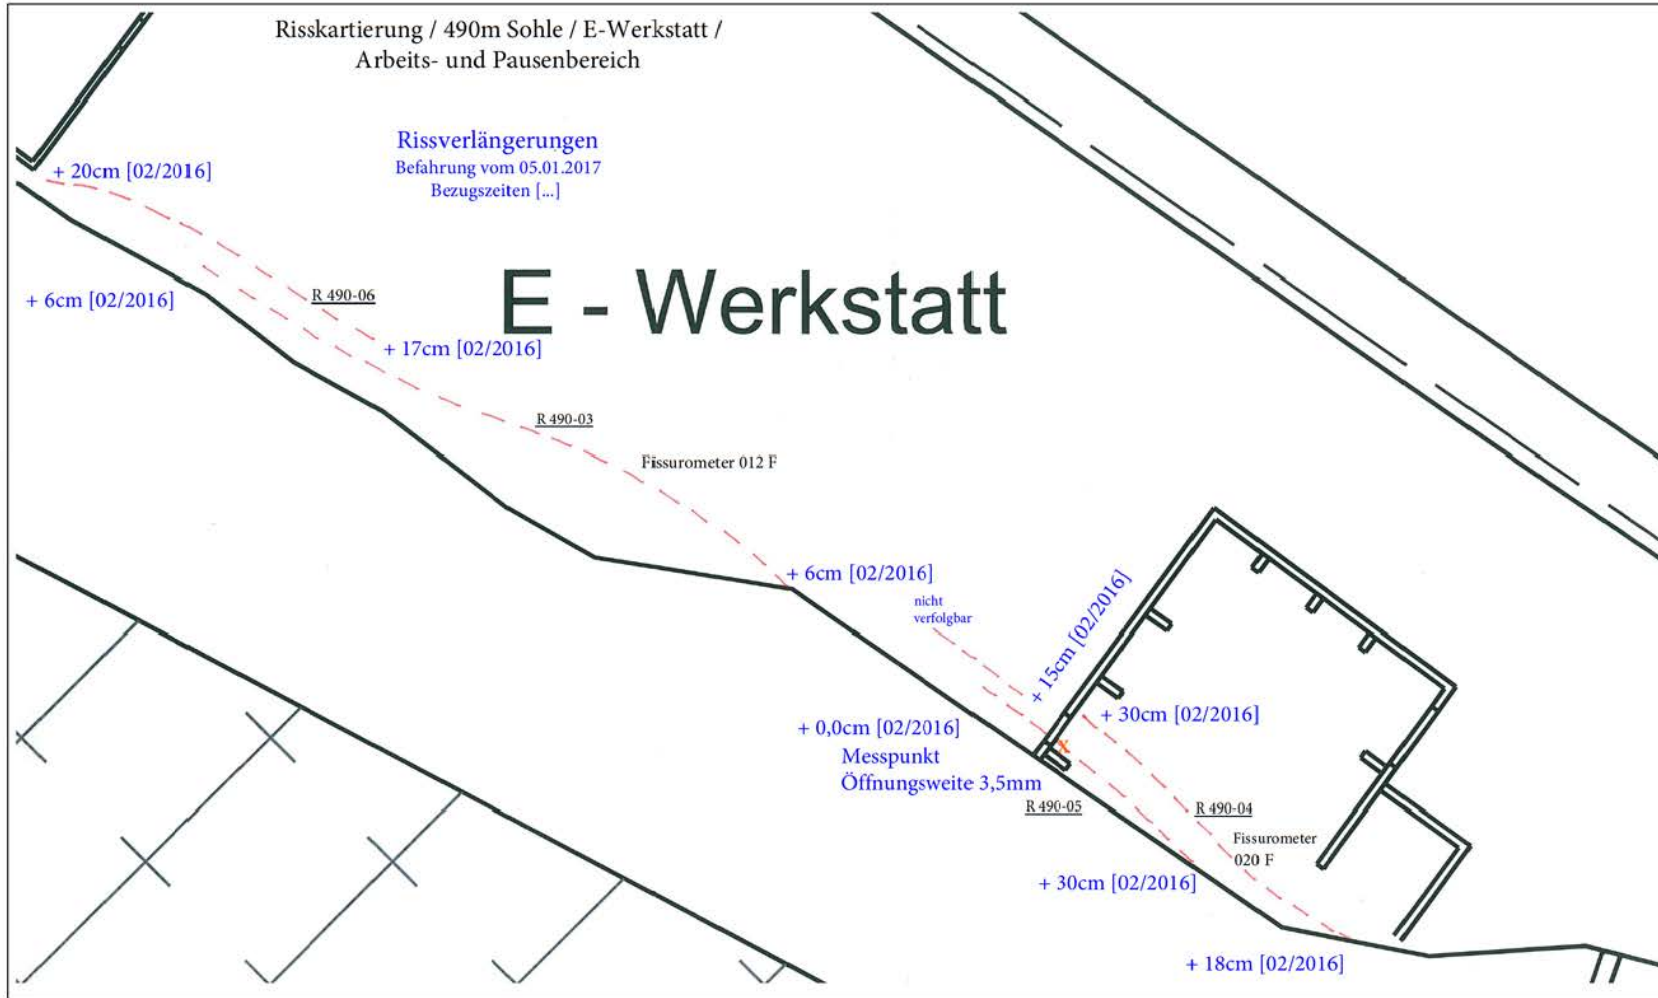 Risskartierung / 490m Sohle / E-Werkstatt /
Arbeits- und Pausenbereich
Rissverlängerungen
Befahrung vom 05.01.2017
Bezugszeiten [...]
+ 20cm [02/2016]
+ 6cm [02/2016]
R 490-06
E - Werkstatt
+ 17cm [02/2016]
R 490-03
Fissurometer 012 F
+ 6cm [02/2016]
nicht
verfolgbar
+ 15cm [02/2016]
+ 30cm [02/2016]
+ 0,0cm [02/2016]
Messpunkt
Öffnungsweite 3,5mm
x
R 490-05
R 490-04
Fissurometer
020 F
+ 30cm [02/2016]
+ 18cm [02/2016]